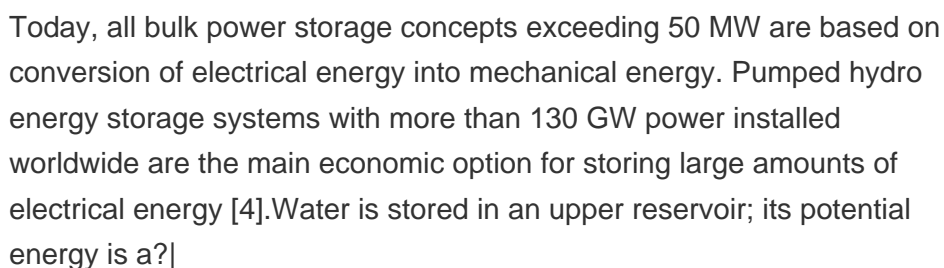 Today, all bulk power storage concepts exceeding 50 MW are based on
conversion of electrical energy into mechanical energy. Pumped hydro
energy storage systems with more than 130 GW power installed
worldwide are the main economic option for storing large amounts of
electrical energy [4].Water is stored in an upper reservoir; its potential
energy is a?|